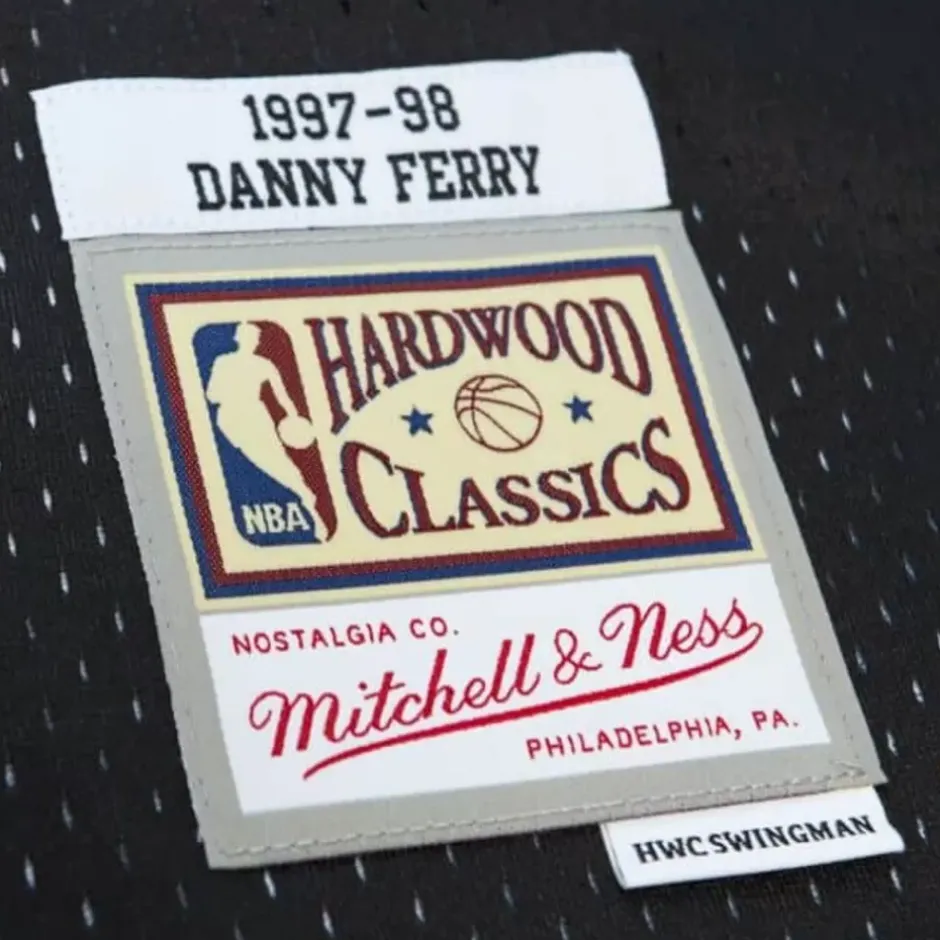 1997-98
DANNY FERRY
HARDWOOD
CLASSICS
NBA
NOSTALGIA CO.
Mitchell & Ness
PHILADELPHIA, PA.
HWC SWINGMAN